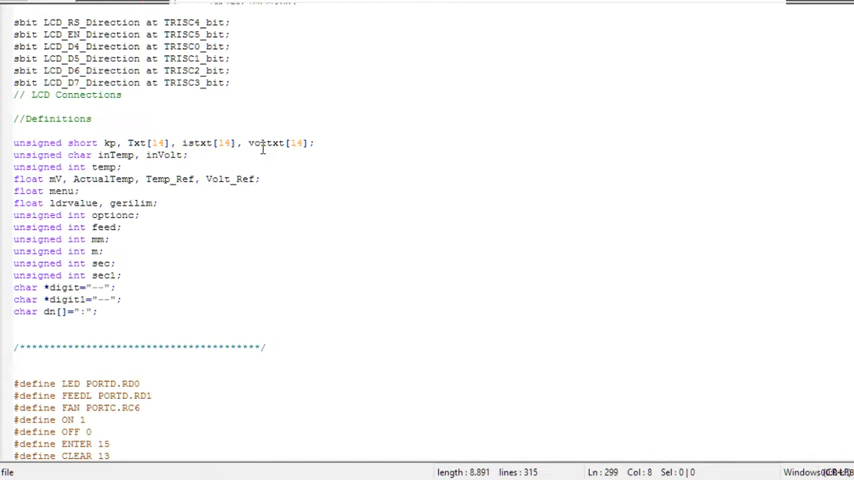 sbit LCD_RS_Direction at TRISC4_bit;
sbit LCD_EN_Direction at TRISC5_bit;
sbit LCD_D4_Direction at TRISC0_bit;
sbit LCD_D5_Direction at TRISC1_bit;
sbit LCD_D6_Direction at TRISC2_bit;
sbit LCD_D7_Direction at TRISC3_bit;
// LCD Connections
//Definitions
unsigned short kp, Txt[14], istxt[14], voltxt[14];
unsigned char inTemp, inVolt;
unsigned int temp;
float mV, ActualTemp, Temp_Ref, Volt_Ref;
float menu;
float ldrvalue, gerilim;
unsigned int optionc;
unsigned int feed;
unsigned int mm;
unsigned int m;
unsigned int sec;
unsigned int sec1;
char *digit="--";
char *digit1="--";
char dn[]=":";
/****************************************/
#define LED PORTD.RD0
#define FEEDL PORTD.RD1
#define FAN PORTC.RC6
#define ON 1
#define OFF 0
#define ENTER 15
#define CLEAR 13
file length : 8.891 lines : 315 Ln : 299 Col : 8 Sel : 0 | 0 Windows